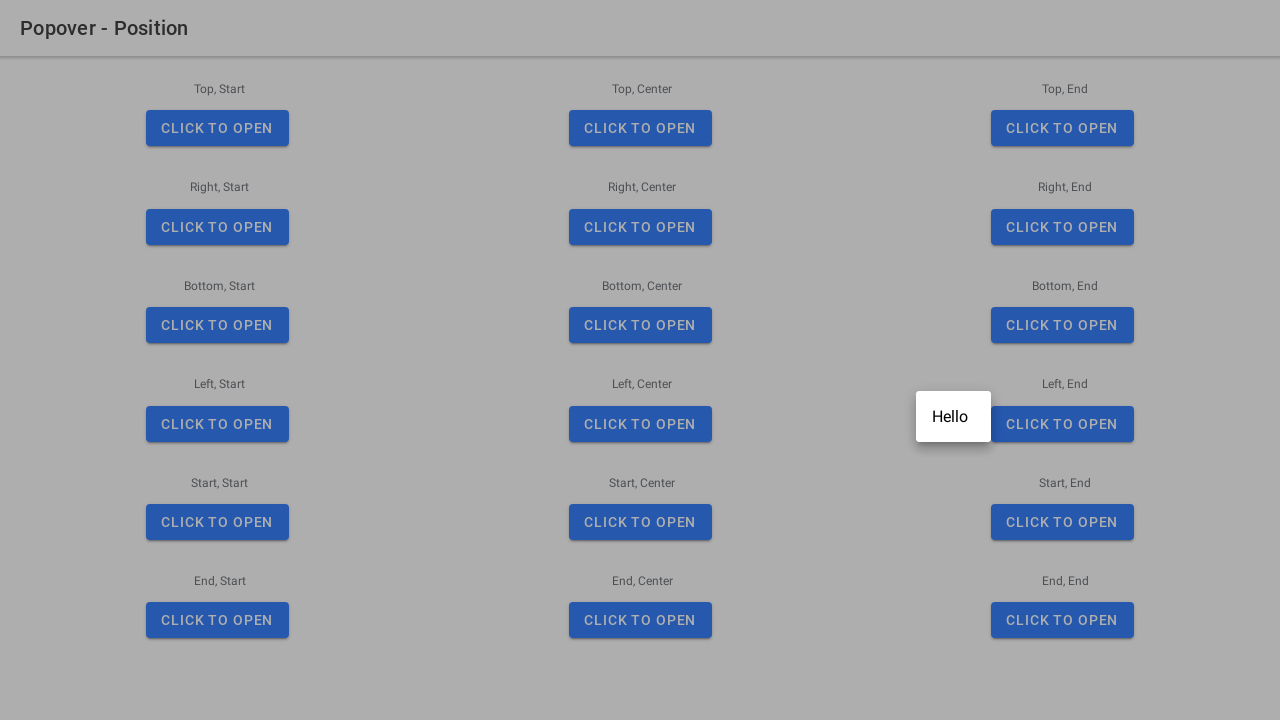 Popover - Position
Top, Start
Top, Center
Top, End
CLICK TO OPEN
CLICK TO OPEN
CLICK TO OPEN
Right, Start
Right, Center
Right, End
CLICK TO OPEN
CLICK TO OPEN
CLICK TO OPEN
Bottom, Start
Bottom, Center
Bottom, End
CLICK TO OPEN
CLICK TO OPEN
CLICK TO OPEN
Left, Start
Left, Center
Left, End
CLICK TO OPEN
CLICK TO OPEN
Hello
CLICK TO OPEN
Start, Start
Start, Center
Start, End
CLICK TO OPEN
CLICK TO OPEN
CLICK TO OPEN
End, Start
End, Center
End, End
CLICK TO OPEN
CLICK TO OPEN
CLICK TO OPEN